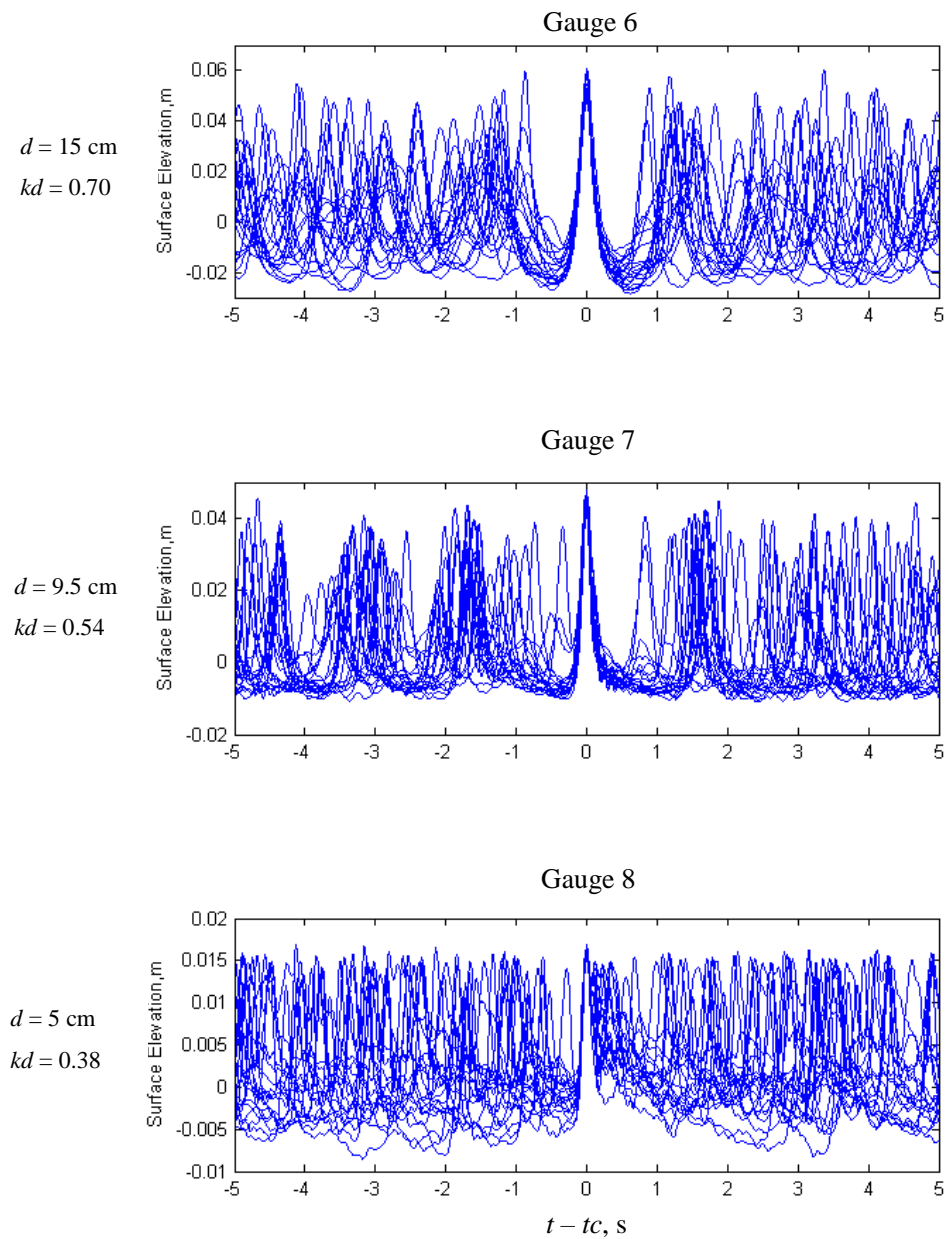 Gauge 6
d = 15 cm
kd = 0.70
Surface Elevation,m
0.06
0.04
0.02
0
-0.02
-5 -4 -3 -2 -1 0 1 2 3 4 5
Gauge 7
d = 9.5 cm
kd = 0.54
Surface Elevation,m
0.04
0.02
0
-0.02
-5 -4 -3 -2 -1 0 1 2 3 4 5
Gauge 8
d = 5 cm
kd = 0.38
Surface Elevation,m
0.02
0.015
0.01
0.005
0
-0.005
-0.01
-5 -4 -3 -2 -1 0 1 2 3 4 5
t – tc, s